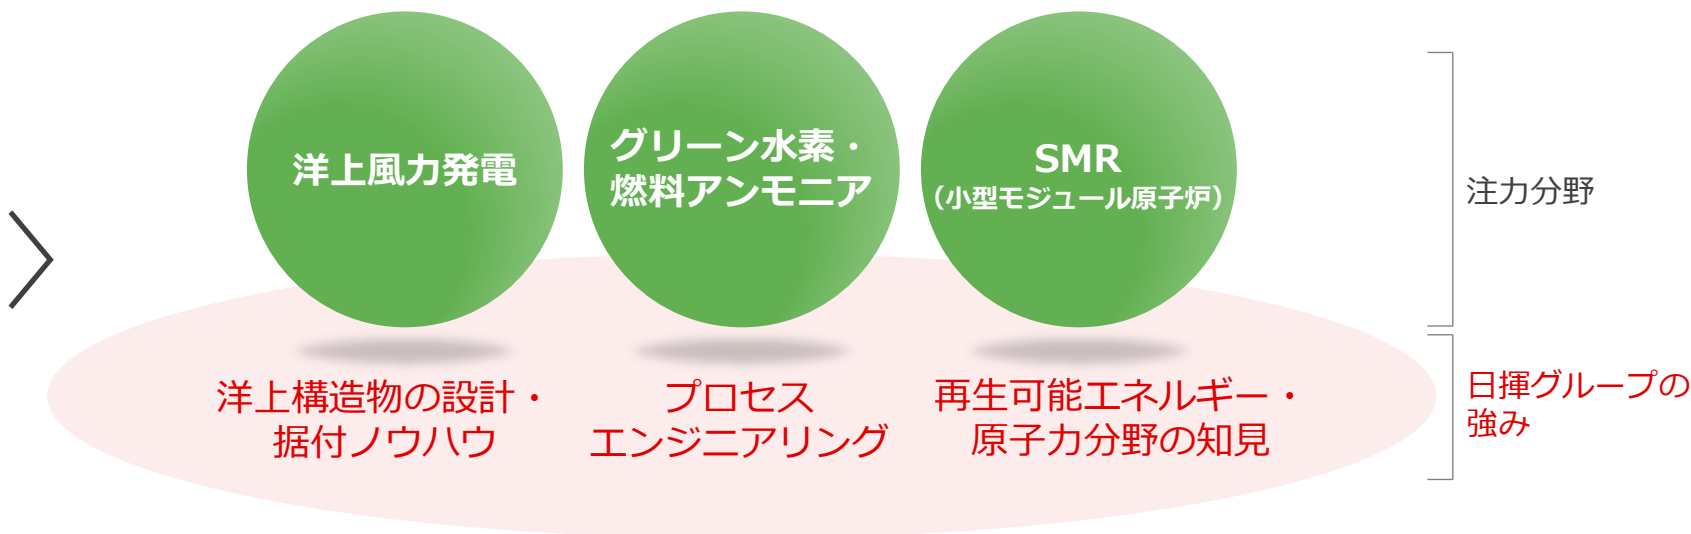 洋上風力発電
グリーン水素・
燃料アンモニア
SMR
（小型モジュール原子炉）
注力分野
洋上構造物の設計・
据付ノウハウ
プロセス
エンジニアリング
再生可能エネルギー・
原子力分野の知見
日揮グループの
強み